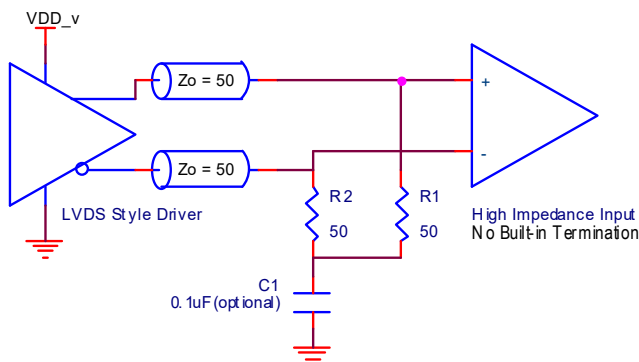 VDD_v
Zo = 50
+
Zo = 50
-
LVDS Style Driver
R2
50
R1
50
High Impedance Input
No Built-in Termination
C1
0.1uF(optional)